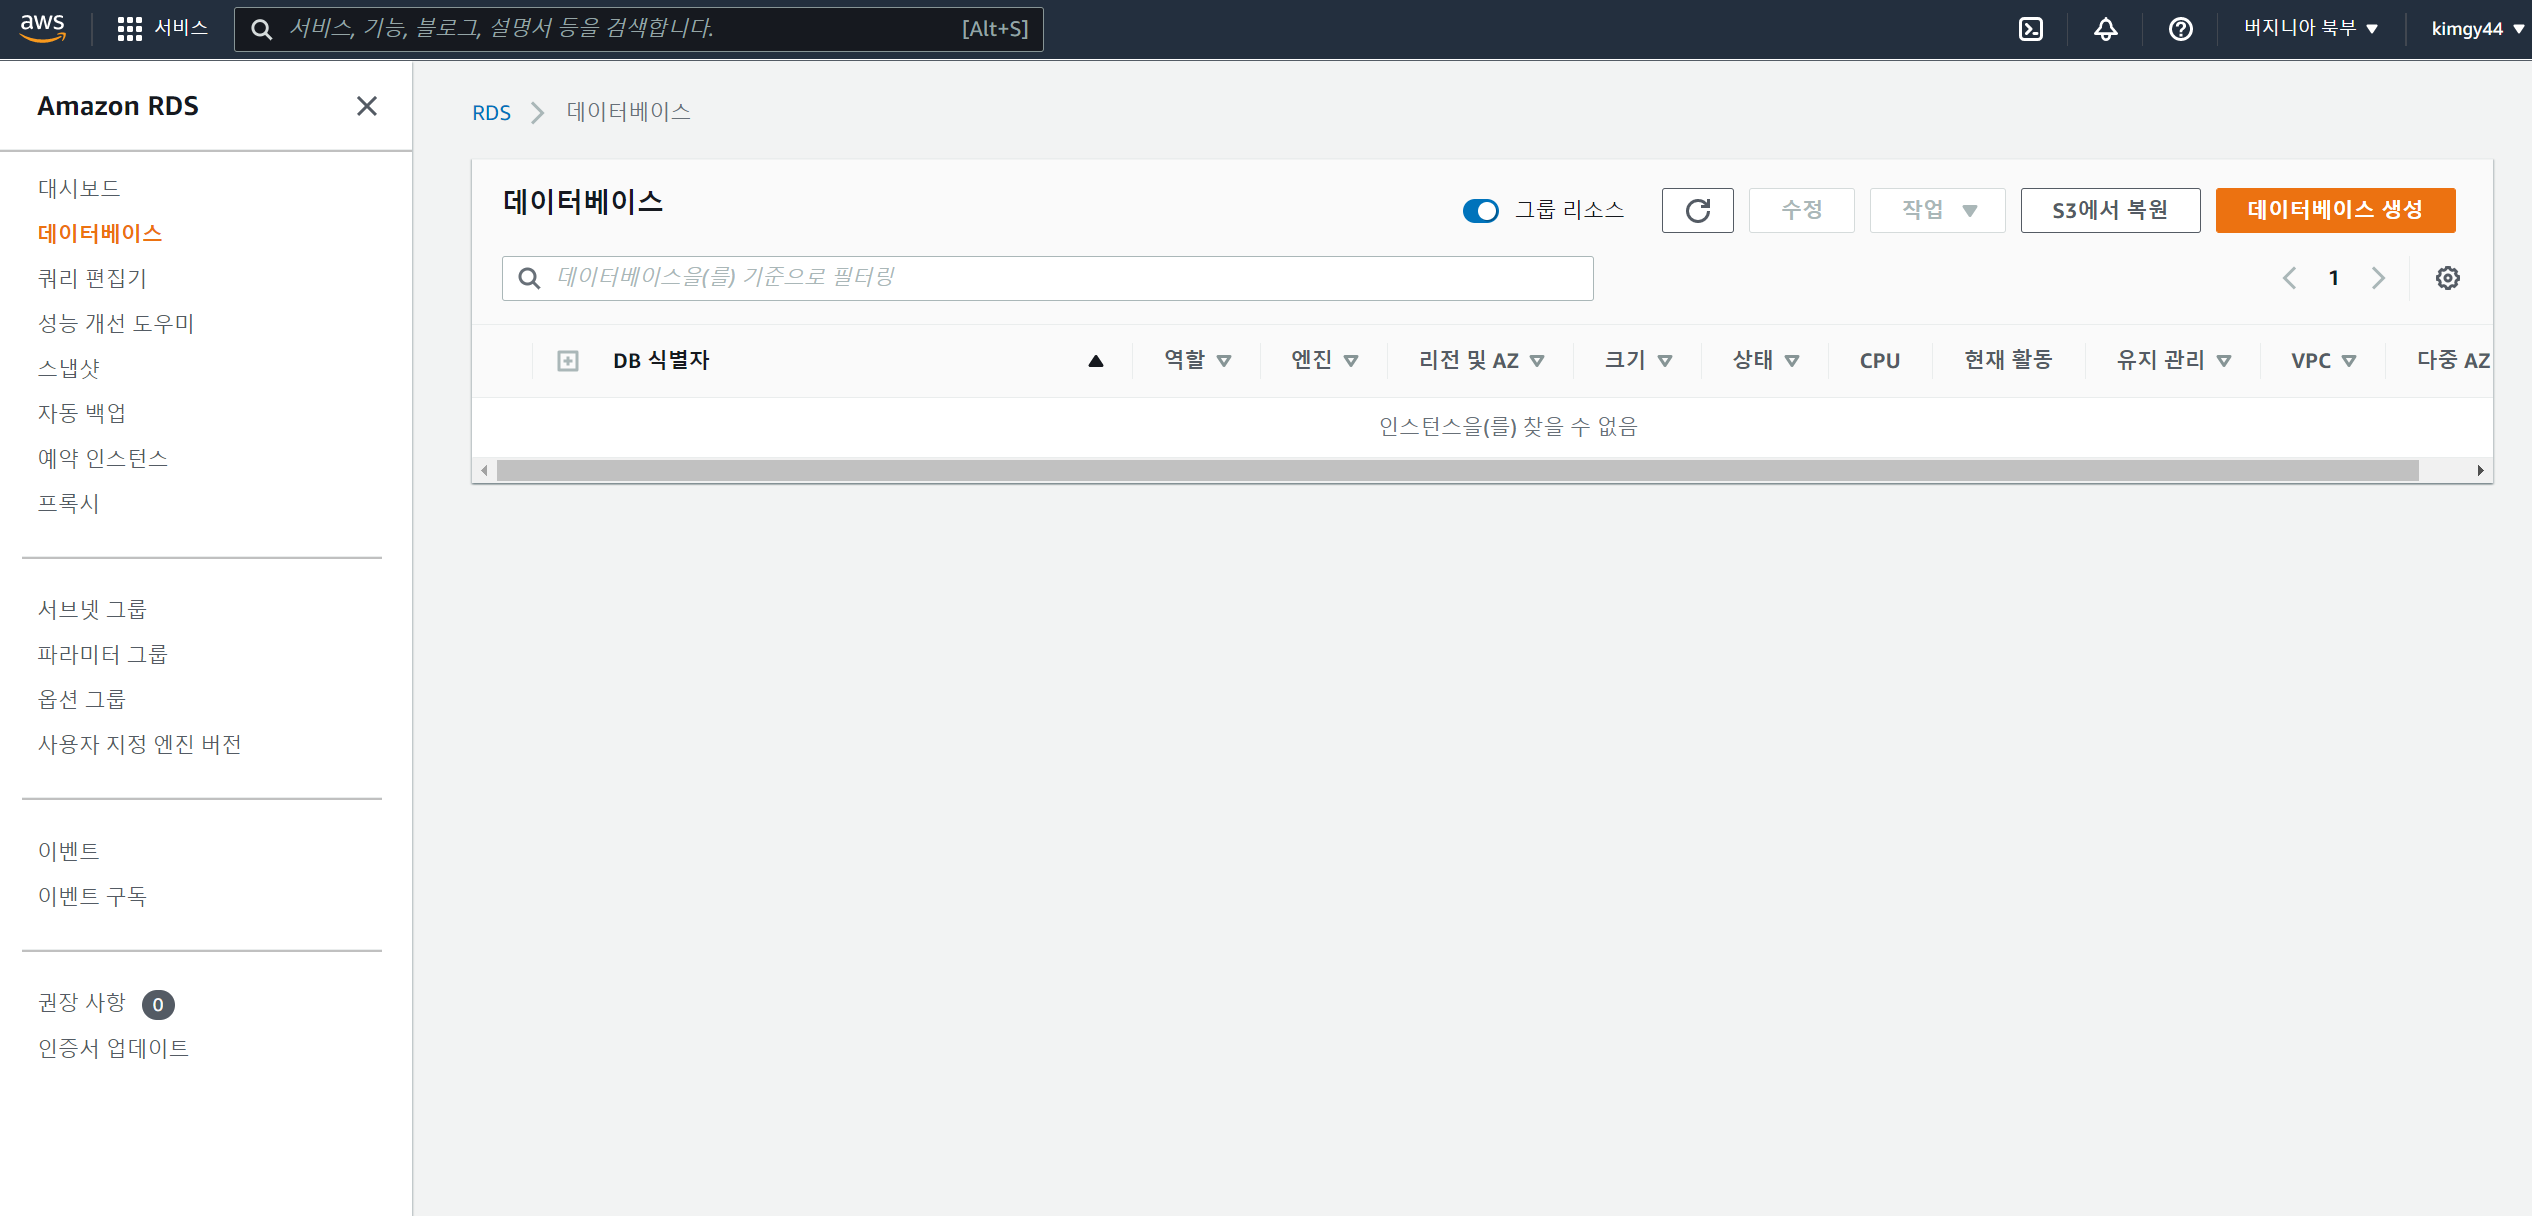 aws 서비스 서비스, 기능, 블로그, 설명서 등을 검색합니다. [Alt+S] 버지니아 북부 kimgy44
Amazon RDS
대시보드
데이터베이스
쿼리 편집기
성능 개선 도우미
스냅샷
자동 백업
예약 인스턴스
프록시
서브넷 그룹
파라미터 그룹
옵션 그룹
사용자 지정 엔진 버전
이벤트
이벤트 구독
권장 사항 0
인증서 업데이트
RDS 데이터베이스
데이터베이스 그룹 리소스 수정 작업 S3에서 복원 데이터베이스 생성
데이터베이스을(를) 기준으로 필터링 1
DB 식별자 역할 엔진 리전 및 AZ 크기 상태 CPU 현재 활동 유지 관리 VPC 다중 AZ
인스턴스을(를) 찾을 수 없음